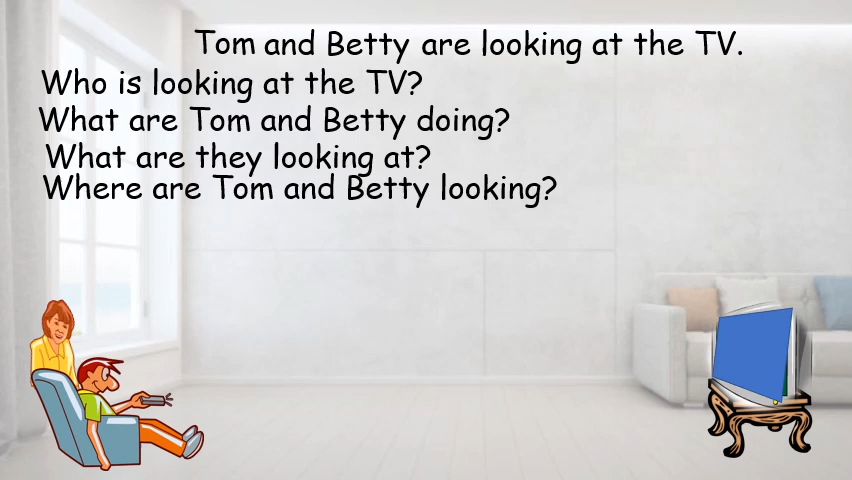 Tom and Betty are looking at the TV.
Who is looking at the TV?
What are Tom and Betty doing?
What are they looking at?
Where are Tom and Betty looking?